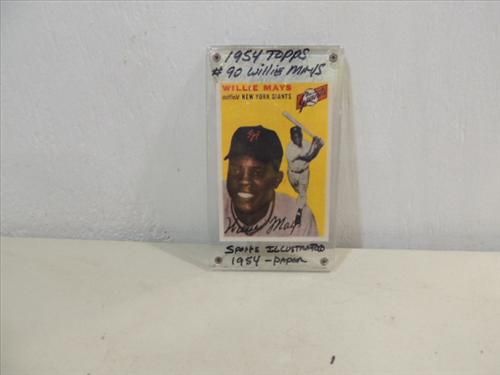 1954 TOPPS
#90 Willie MAYS
WILLIE MAYS
outfield NEW YORK GIANTS
Willie Mays
SPORTS ILLUSTRATED
1954 - PAPER